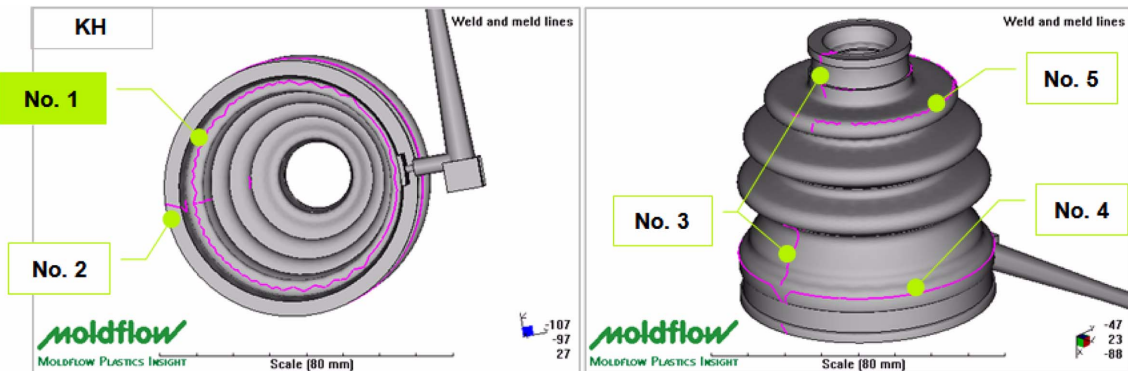 KH
Weld and meld lines
No. 1
No. 2
moldflow
MOLDFLOW PLASTICS INSIGHT
Scale (80 mm)
-107
-97
27
Weld and meld lines
No. 5
No. 3
No. 4
moldflow
MOLDFLOW PLASTICS INSIGHT
Scale (80 mm)
-47
23
-88